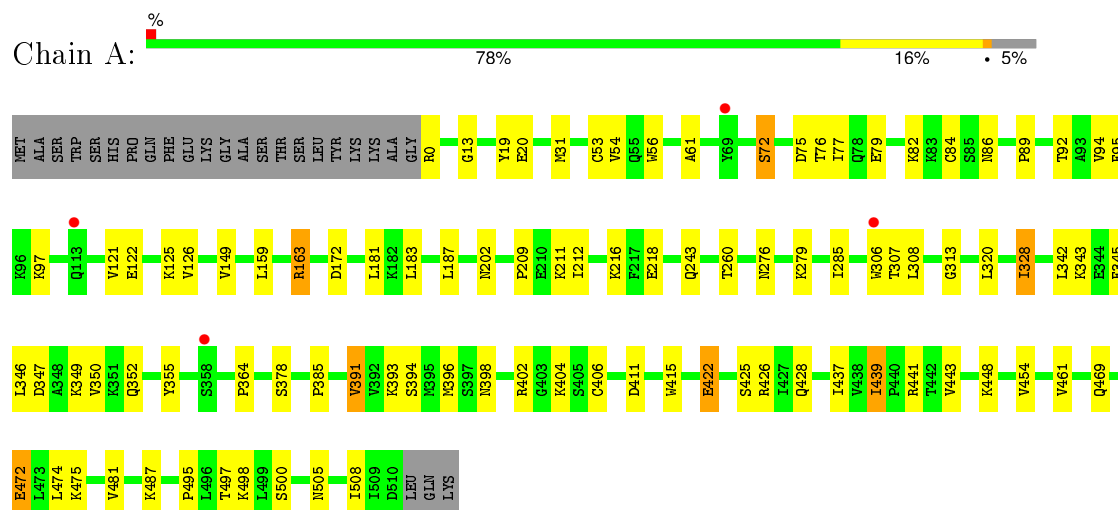 %
Chain A:
78% 16% • 5%
MET ALA SER TRP SER HIS PRO GLN PHE GLU LYS GLY ALA SER THR SER LEU TYR LYS LYS ALA GLY R0 G13 Y19 E20 M31 C53 V54 Q55 W56 A61 Y69 S72 D75 T76 I77 Q78 E79 K82 K83 C84 S85 N86 P89 T92 A93 V94 E95
K96 K97 Q113 V121 E122 K125 V126 V149 L159 R163 D172 L181 K182 L183 L187 N202 P209 E210 K211 I212 K216 F217 E218 Q243 T260 N276 K279 I285 W306 T307 L308 G313 L320 I328 L342 K343 E344 E345
L346 D347 A348 K349 V350 K351 Q352 Y355 S358 P364 S378 P385 V391 V392 K393 S394 M395 M396 S397 N398 R402 G403 K404 S405 C406 D411 W415 E422 S425 R426 I427 Q428 I437 V438 I439 P440 R441 T442 V443 K448 V454 V461 Q469
E472 L473 L474 K475 V481 K487 P495 L496 T497 K498 L499 S500 N505 I508 I509 D510 LEU GLN LYS